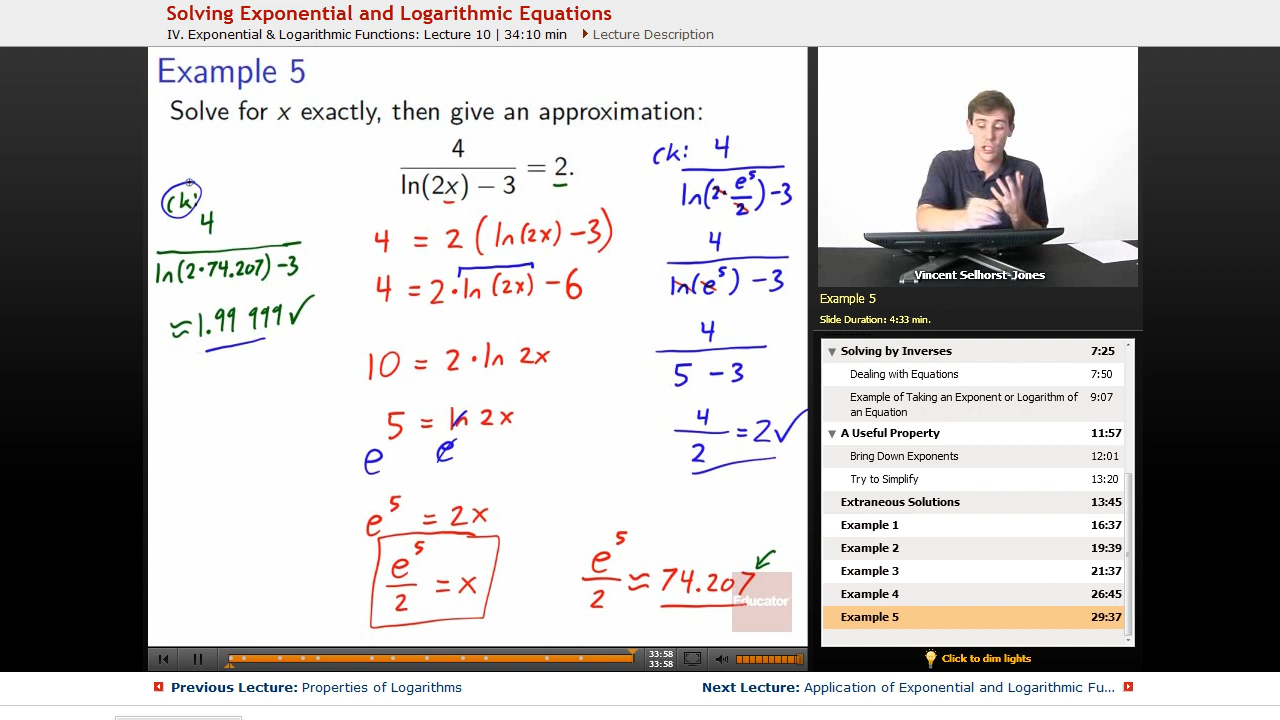 Solving Exponential and Logarithmic Equations
IV. Exponential & Logarithmic Functions: Lecture 10 | 34:10 min
Lecture Description
Example 5
Solve for x exactly, then give an approximation:
4
ln(2x) − 3
= 2.
4 = 2 ( ln(2x) − 3)
4 = 2 · ln (2x) − 6
10 = 2 · ln 2x
5 = ln 2x
e e
e^5 = 2x
e^5
2
= x
e^5
2
≈ 74.207
Educator
ck:
4
ln(2·74.207) − 3
≈ 1.99 999 ✓
ck: 4
ln(2· e^5/2) − 3
4
ln(e^5) − 3
4
5 − 3
4
2
= 2 ✓
Vincent Selhorst-Jones
Example 5
Slide Duration: 4:33 min.
Solving by Inverses 7:25
Dealing with Equations 7:50
Example of Taking an Exponent or Logarithm of 9:07
an Equation
A Useful Property 11:57
Bring Down Exponents 12:01
Try to Simplify 13:20
Extraneous Solutions 13:45
Example 1 16:37
Example 2 19:39
Example 3 21:37
Example 4 26:45
Example 5 29:37
33:58
33:58
Click to dim lights
Previous Lecture: Properties of Logarithms
Next Lecture: Application of Exponential and Logarithmic Fu...